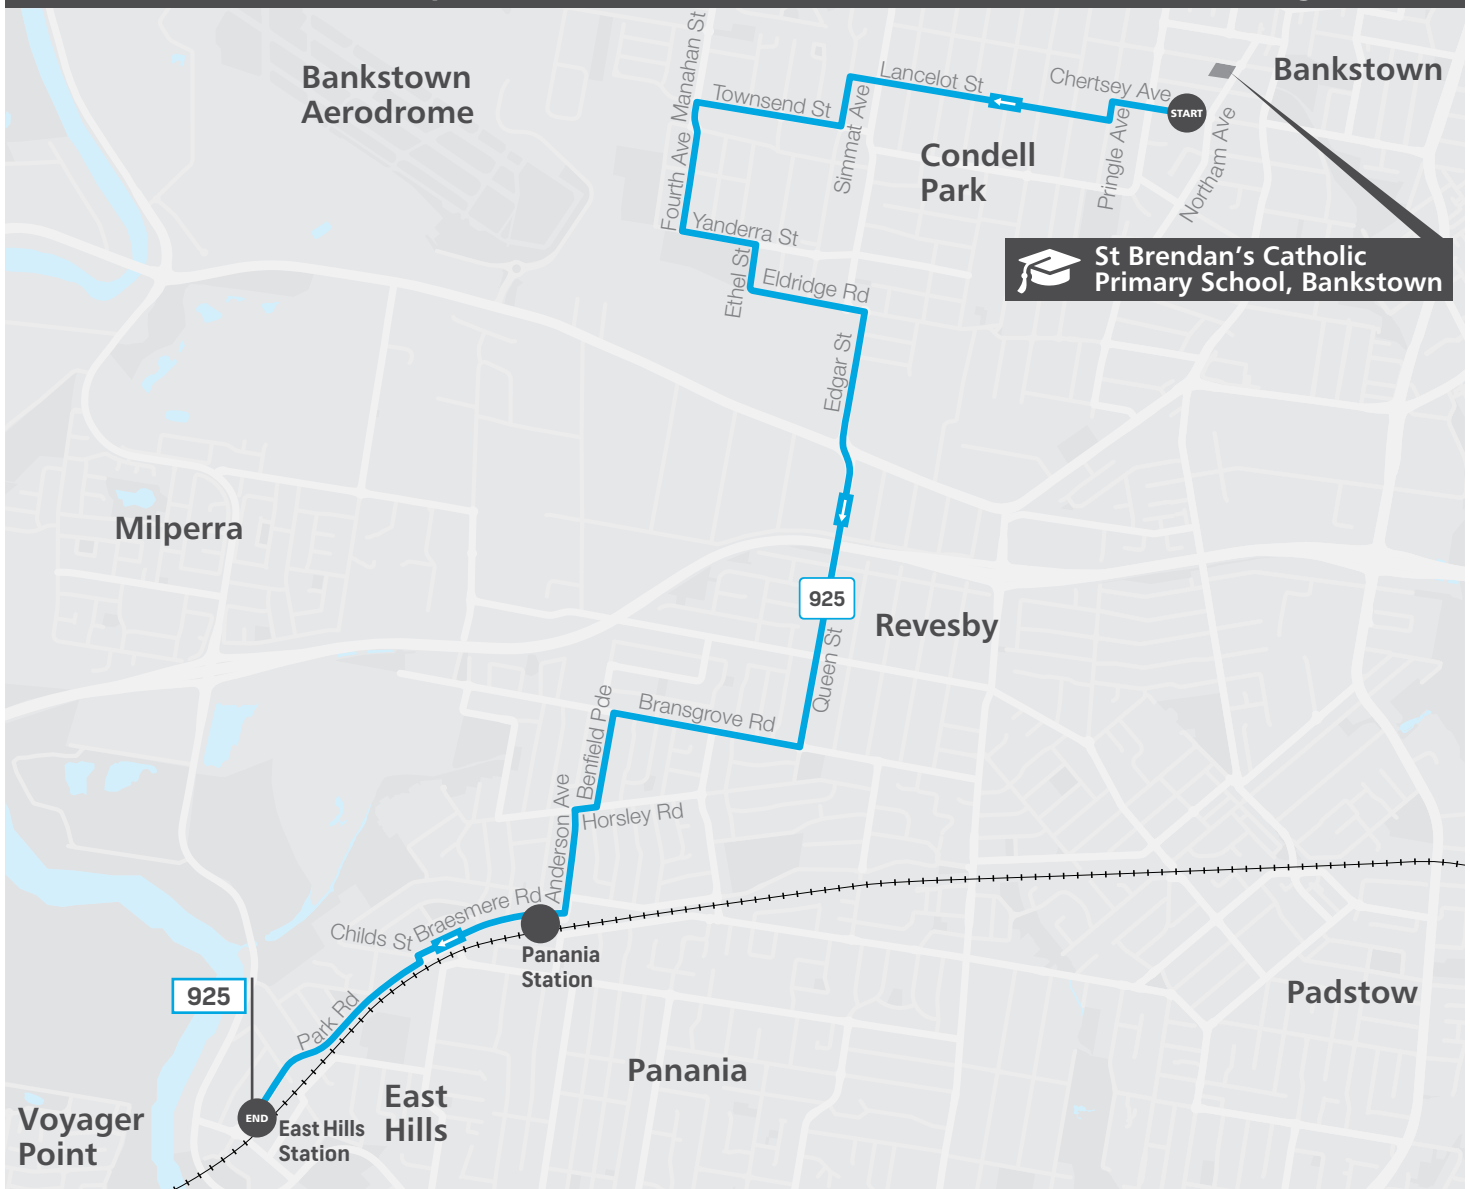 Bankstown
Aerodrome
Manahan St
Townsend St
Lancelot St
Chertsey Ave
START
Bankstown
Fourth Ave
Simmat Ave
Condell
Park
Pringle Ave
Northam Ave
Yanderra St
Ethel St
Eldridge Rd
St Brendan's Catholic
Primary School, Bankstown
Edgar St
Milperra
925
Revesby
Queen St
Bransgrove Rd
Benfield Pde
Horsley Rd
Anderson Ave
Braesmere Rd
Childs St
Panania
Station
925
Park Rd
Padstow
Panania
East
Hills
END
East Hills
Station
Voyager
Point